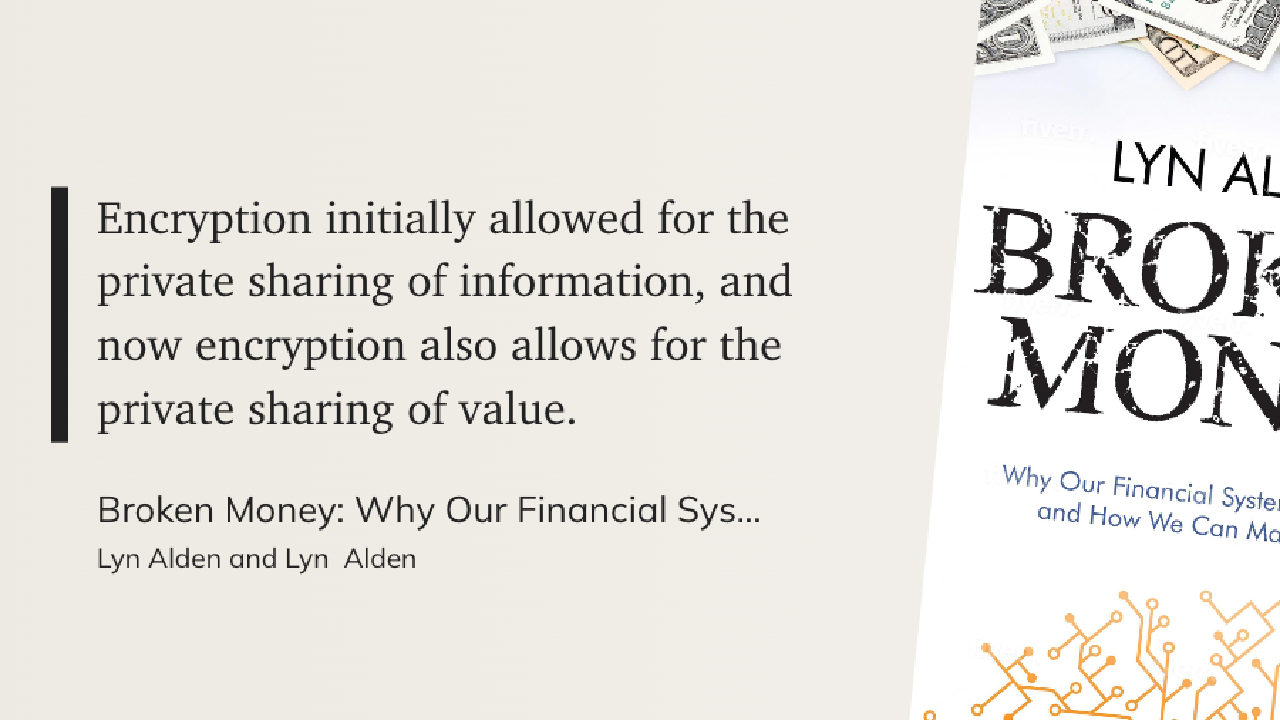 Encryption initially allowed for the
private sharing of information, and
now encryption also allows for the
private sharing of value.
Broken Money: Why Our Financial Sys...
Lyn Alden and Lyn  Alden
LYN AL
BROK
MON
Why Our Financial System
and How We Can Ma